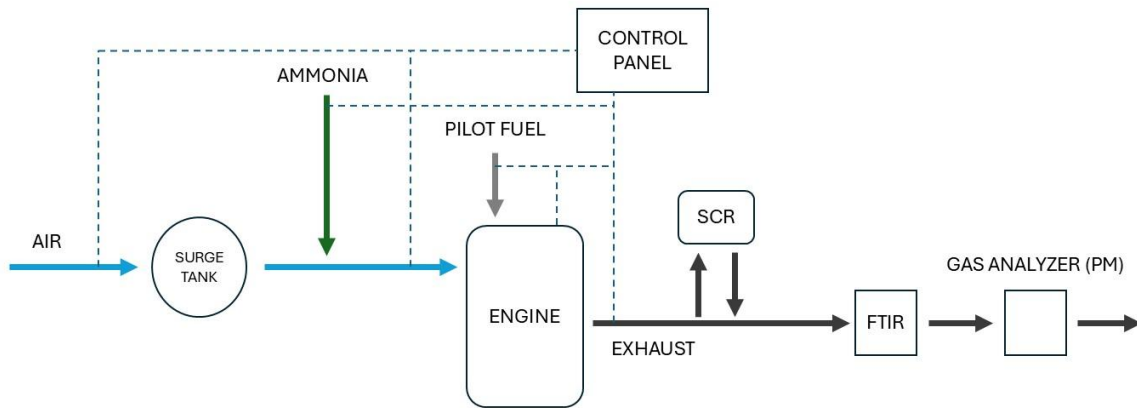 CONTROL
PANEL
AMMONIA
PILOT FUEL
SCR
AIR
SURGE
TANK
GAS ANALYZER (PM)
ENGINE
FTIR
EXHAUST